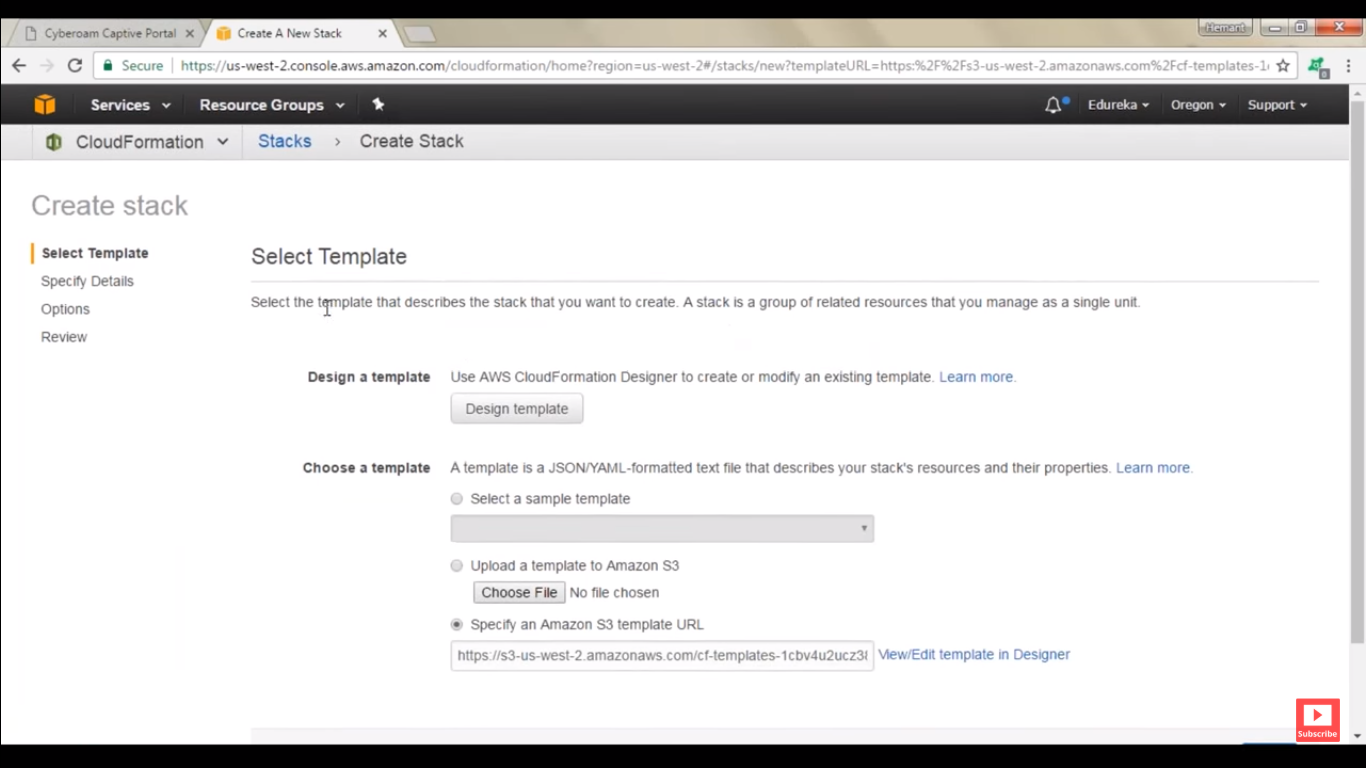 Cyberoam Captive Portal
Create A New Stack
Hemant
Secure
https://us-west-2.console.aws.amazon.com/cloudformation/home?region=us-west-2#/stacks/new?templateURL=https:%2F%2Fs3-us-west-2.amazonaws.com%2Fcf-templates-1
Services
Resource Groups
Edureka
Oregon
Support
CloudFormation
Stacks
Create Stack
Create stack
Select Template
Specify Details
Options
Review
Select Template
Select the template that describes the stack that you want to create. A stack is a group of related resources that you manage as a single unit.
Design a template
Use AWS CloudFormation Designer to create or modify an existing template. Learn more.
Design template
Choose a template
A template is a JSON/YAML-formatted text file that describes your stack's resources and their properties. Learn more.
Select a sample template
Upload a template to Amazon S3
Choose File No file chosen
Specify an Amazon S3 template URL
https://s3-us-west-2.amazonaws.com/cf-templates-1cbv4u2ucz3
View/Edit template in Designer
Subscribe